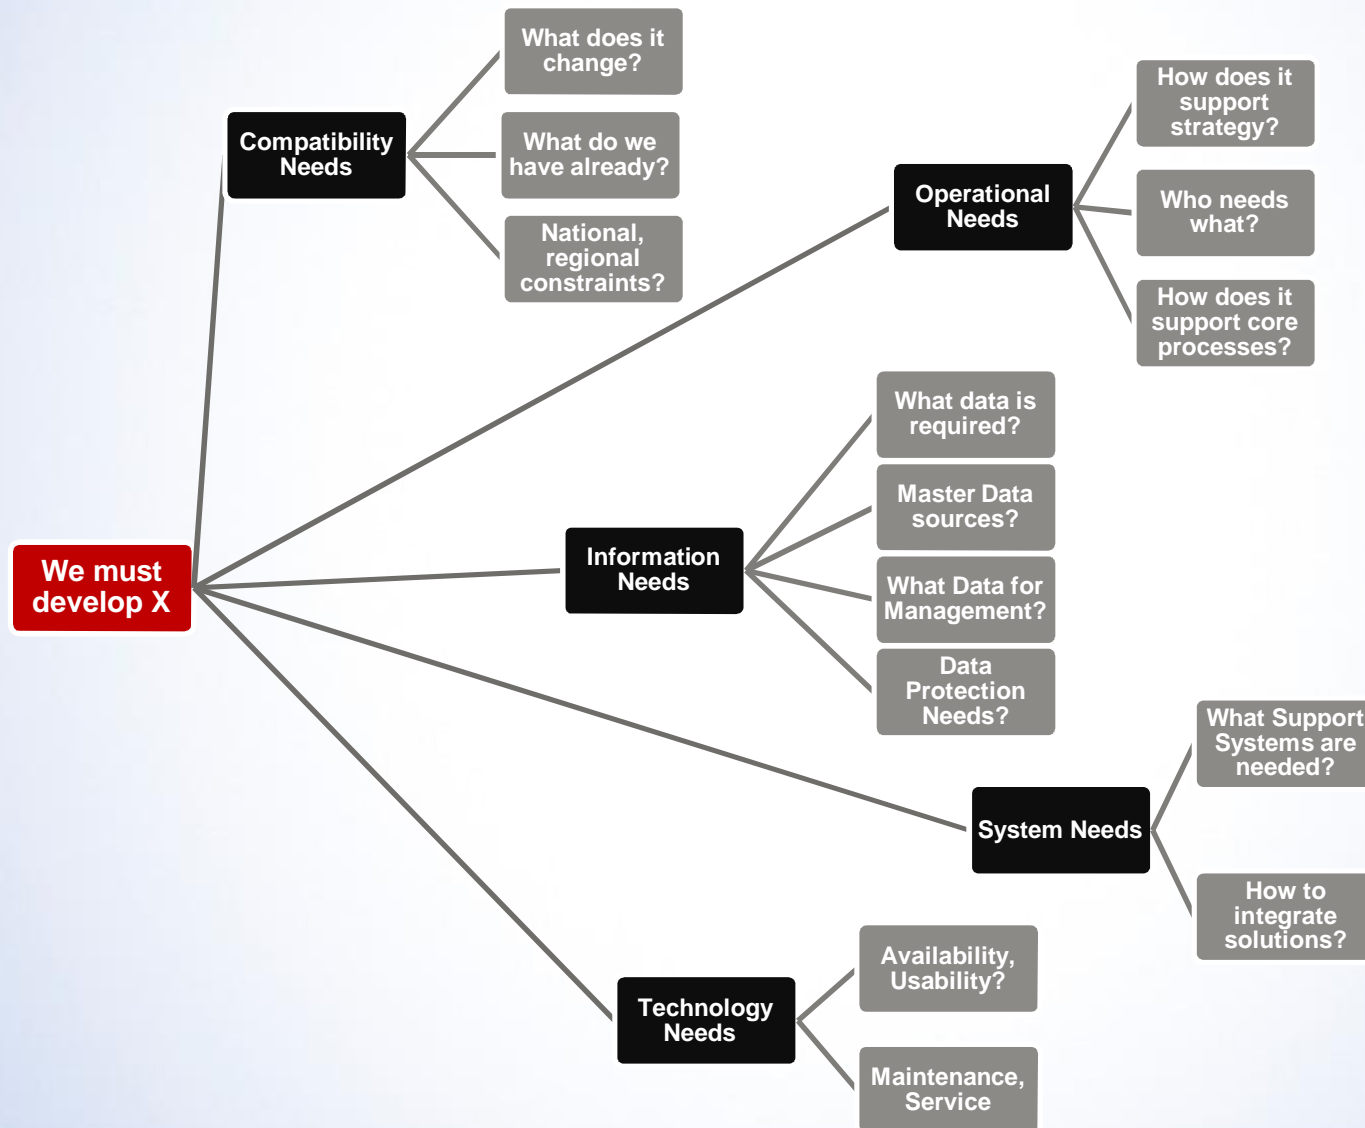 What does it
change?
Compatibility
Needs
What do we
have already?
National,
regional
constraints?
How does it
support
strategy?
Operational
Needs
Who needs
what?
How does it
support core
processes?
We must
develop X
Information
Needs
What data is
required?
Master Data
sources?
What Data for
Management?
Data
Protection
Needs?
System Needs
What Support
Systems are
needed?
How to
integrate
solutions?
Technology
Needs
Availability,
Usability?
Maintenance,
Service